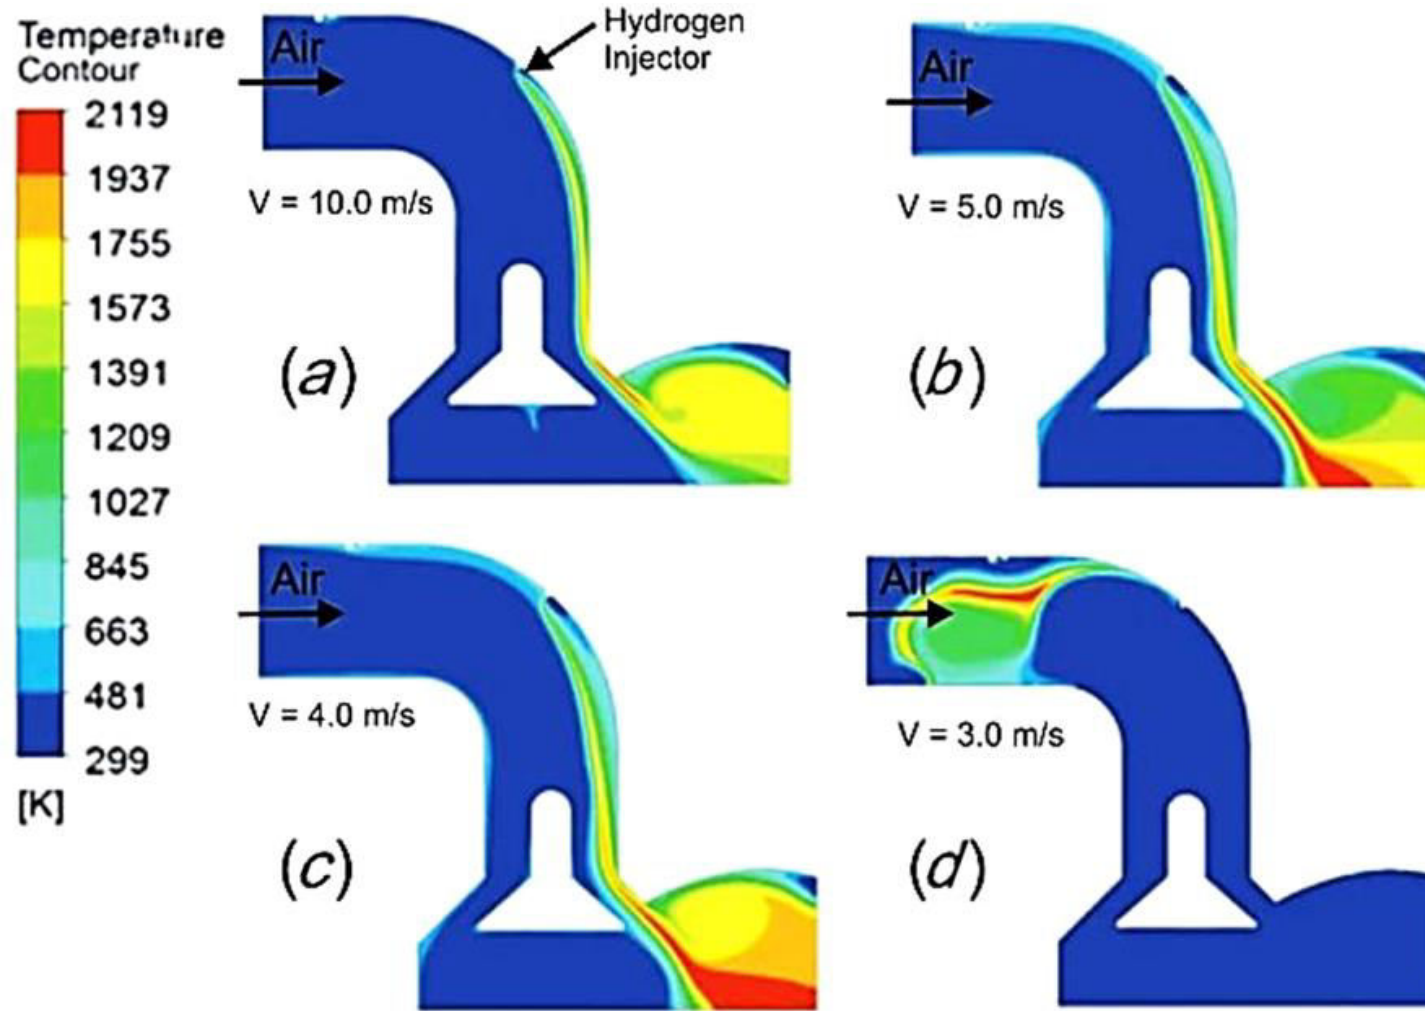 Temperature
Contour
2119
1937
1755
1573
1391
1209
1027
845
663
481
299
[K]
Air
Hydrogen
Injector
V = 10.0 m/s
(a)
Air
V = 5.0 m/s
(b)
Air
V = 4.0 m/s
(c)
Air
V = 3.0 m/s
(d)